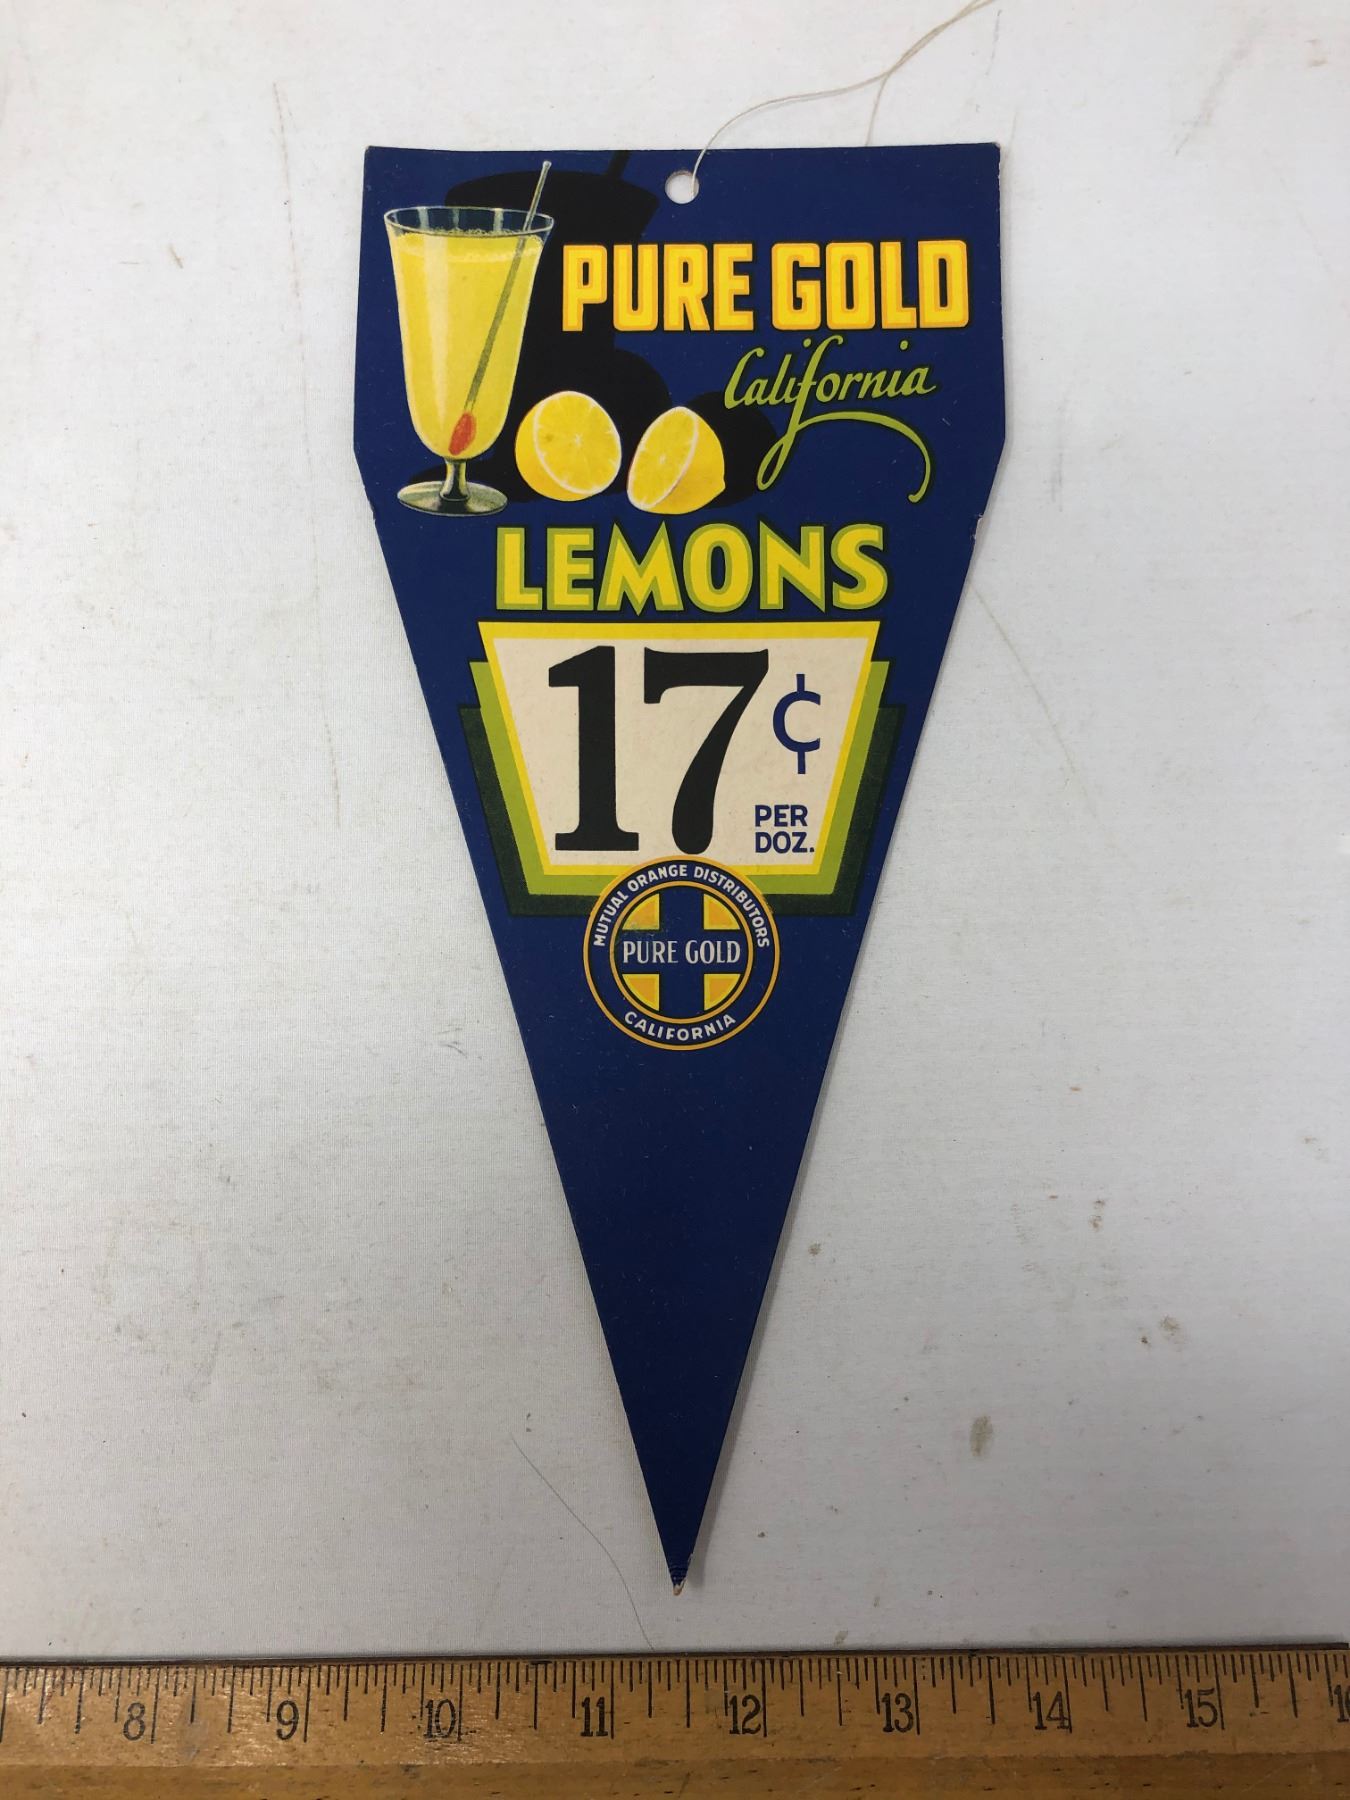 PURE GOLD
California
LEMONS
17¢
PER
DOZ.
MUTUAL ORANGE DISTRIBUTORS
PURE GOLD
CALIFORNIA
8 9 10 11 12 13 14 15